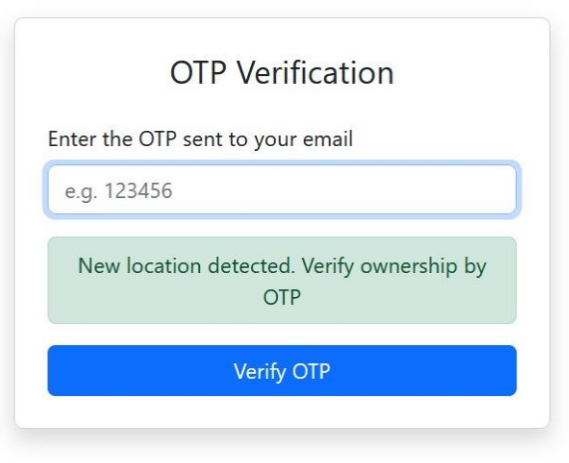 OTP Verification
Enter the OTP sent to your email
e.g. 123456
New location detected. Verify ownership by
OTP
Verify OTP